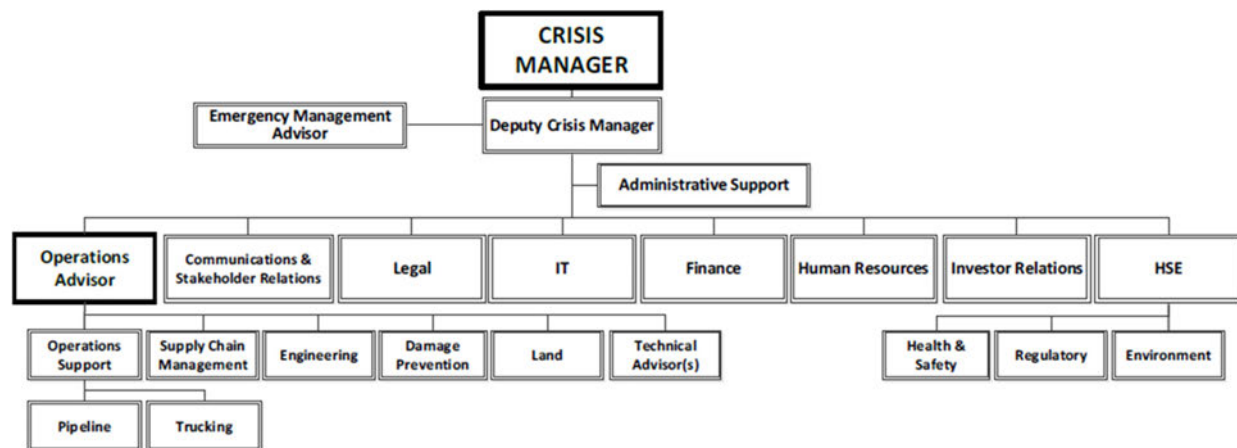 CRISIS
MANAGER
Emergency Management
Advisor
Deputy Crisis Manager
Administrative Support
Operations
Advisor
Communications &
Stakeholder Relations
Legal
IT
Finance
Human Resources
Investor Relations
HSE
Operations
Support
Supply Chain
Management
Engineering
Damage
Prevention
Land
Technical
Advisor(s)
Health &
Safety
Regulatory
Environment
Pipeline
Trucking